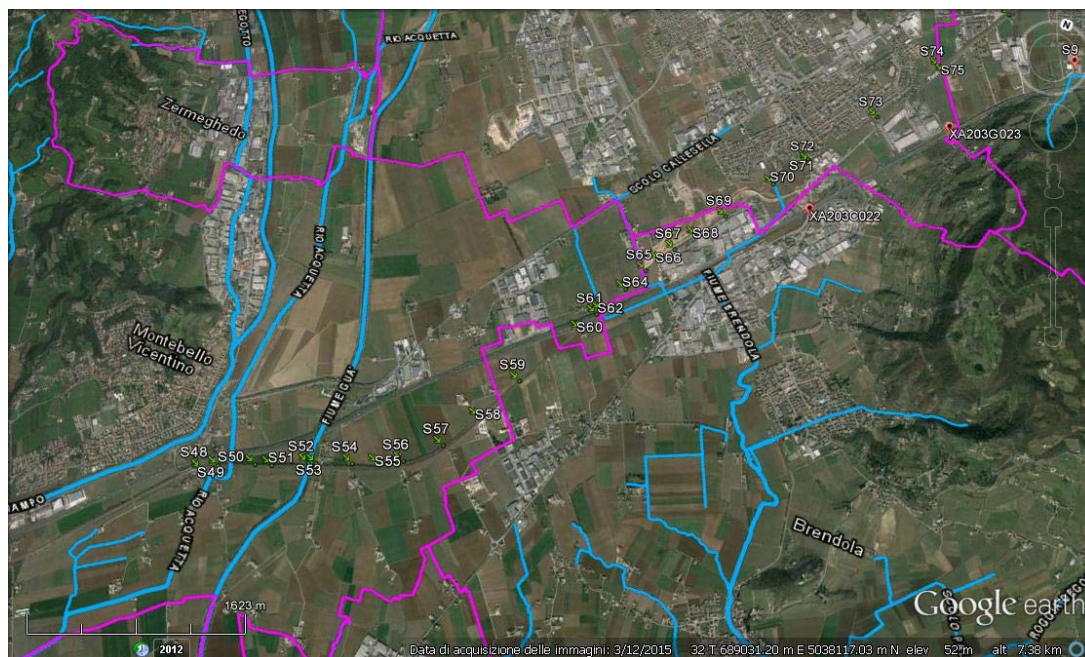 RIO ACQUETTA
N
S74
S75
S9
Zermeghedo
S73
XA203G023
SCOLO CALLESELLA
S72
S71
S70
S69
XA203C022
RIO ACQUETTA
S67
S68
S65
S66
FIUME BRENDOLA
S64
S61
S62
S60
Montebello
Vicentino
FIUME GUA
S59
S58
S57
S56
S48
S50
S52
S54
S49
S51
S53
S55
RIO ACQUETTA
Brendola
1623 m
Google earth
2012
Data di acquisizione delle immagini: 3/12/2015 32 T 689031.20 m E 5038117.03 m N elev 52 m alt 7.38 km